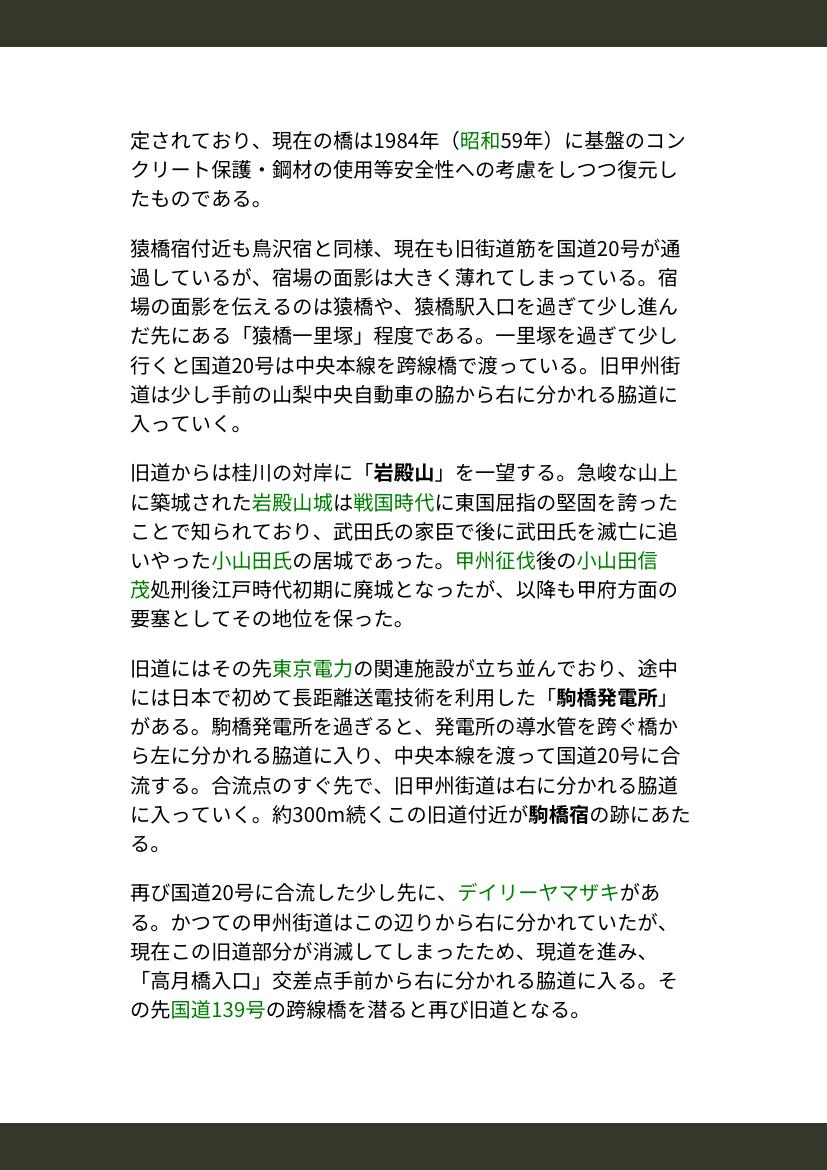 定されており、現在の橋は1984年（昭和59年）に基盤のコン
クリート保護・鋼材の使用等安全性への考慮をしつつ復元し
たものである。
猿橋宿付近も鳥沢宿と同様、現在も旧街道筋を国道20号が通
過しているが、宿場の面影は大きく薄れてしまっている。宿
場の面影を伝えるのは猿橋や、猿橋駅入口を過ぎて少し進ん
だ先にある「猿橋一里塚」程度である。一里塚を過ぎて少し
行くと国道20号は中央本線を跨線橋で渡っている。旧甲州街
道は少し手前の山梨中央自動車の脇から右に分かれる脇道に
入っていく。
旧道からは桂川の対岸に「岩殿山」を一望する。急峻な山上
に築城された岩殿山城は戦国時代に東国屈指の堅固を誇った
ことで知られており、武田氏の家臣で後に武田氏を滅亡に追
いやった小山田氏の居城であった。甲州征伐後の小山田信
茂処刑後江戸時代初期に廃城となったが、以降も甲府方面の
要塞としてその地位を保った。
旧道にはその先東京電力の関連施設が立ち並んでおり、途中
には日本で初めて長距離送電技術を利用した「駒橋発電所」
がある。駒橋発電所を過ぎると、発電所の導水管を跨ぐ橋か
ら左に分かれる脇道に入り、中央本線を渡って国道20号に合
流する。合流点のすぐ先で、旧甲州街道は右に分かれる脇道
に入っていく。約300m続くこの旧道付近が駒橋宿の跡にあた
る。
再び国道20号に合流した少し先に、デイリーヤマザキがあ
る。かつての甲州街道はこの辺りから右に分かれていたが、
現在この旧道部分が消滅してしまったため、現道を進み、
「高月橋入口」交差点手前から右に分かれる脇道に入る。そ
の先国道139号の跨線橋を潜ると再び旧道となる。